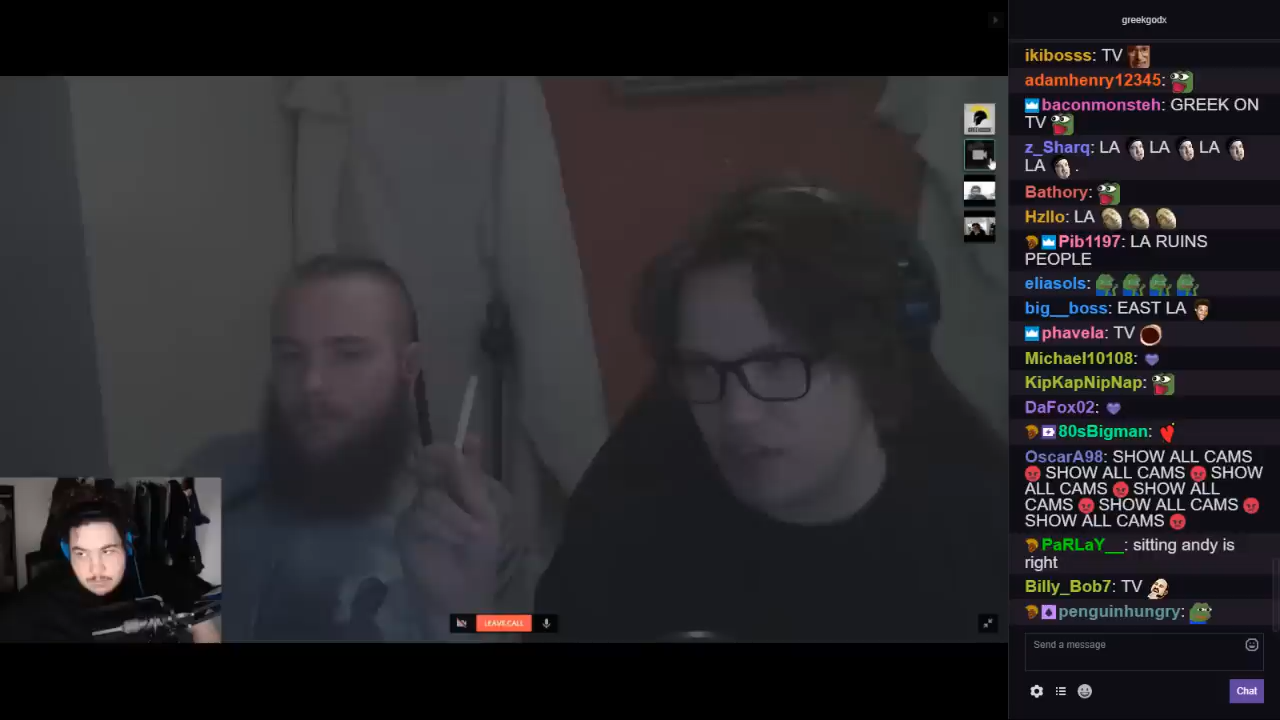 greekgodx
ikibosss: TV
adamhenry12345:
baconmonsteh: GREEK ON
TV
z_Sharq: LA LA LA
LA .
Bathory:
Hzllo: LA
Pib1197: LA RUINS
PEOPLE
eliasols:
big__boss: EAST LA
phavela: TV
Michael10108:
KipKapNipNap:
DaFox02:
80sBigman:
OscarA98: SHOW ALL CAMS
SHOW ALL CAMS SHOW
ALL CAMS SHOW ALL
CAMS SHOW ALL CAMS
SHOW ALL CAMS
PaRLaY__: sitting andy is
right
Billy_Bob7: TV
penguinhungry:
Send a message
Chat
LEAVE CALL